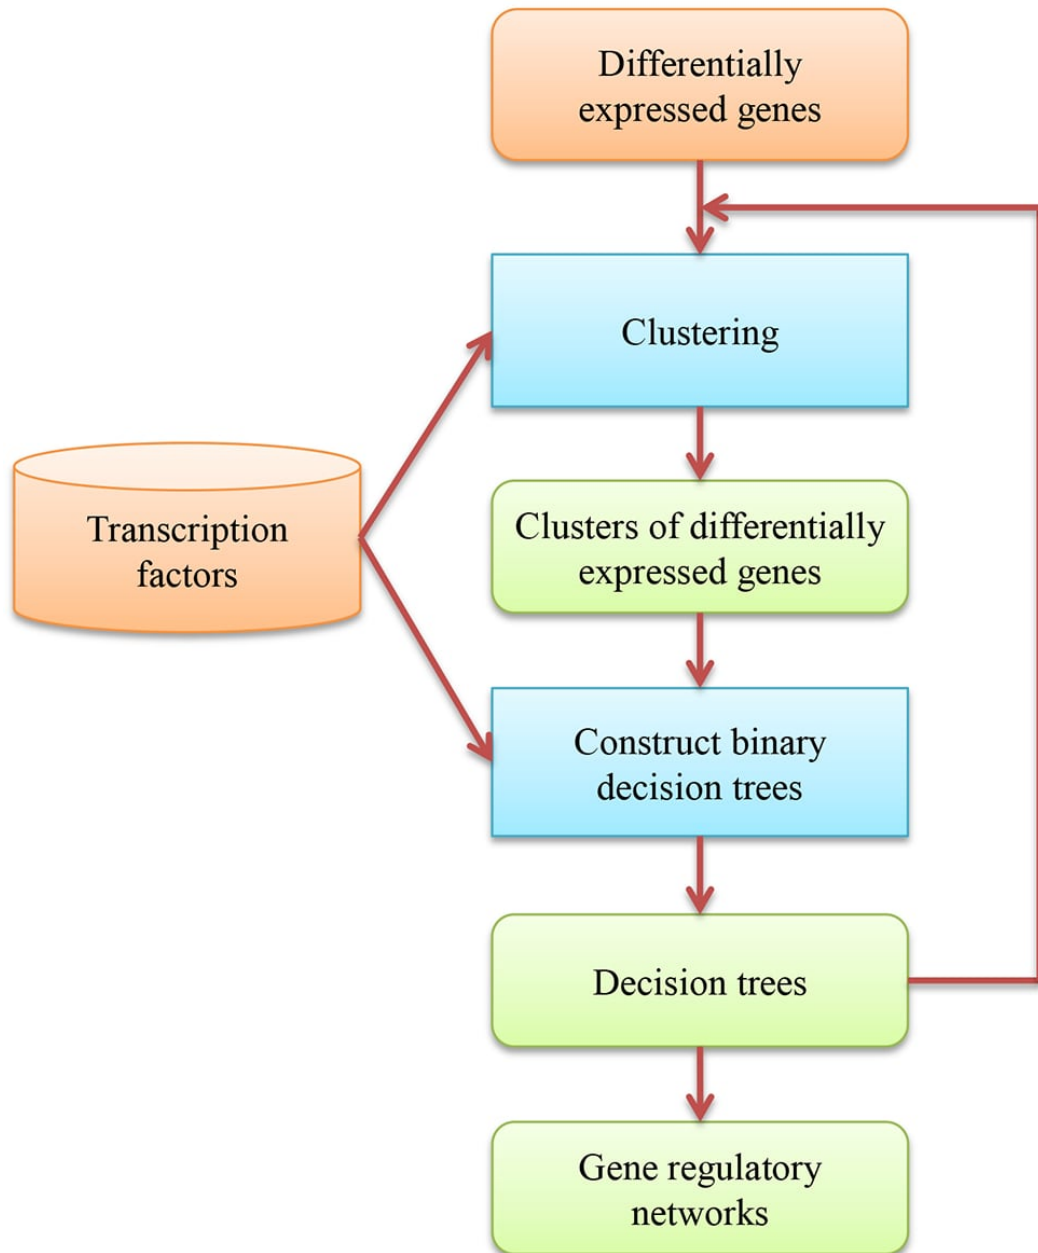 Differentially
expressed genes
Clustering
Transcription
factors
Clusters of differentially
expressed genes
Construct binary
decision trees
Decision trees
Gene regulatory
networks